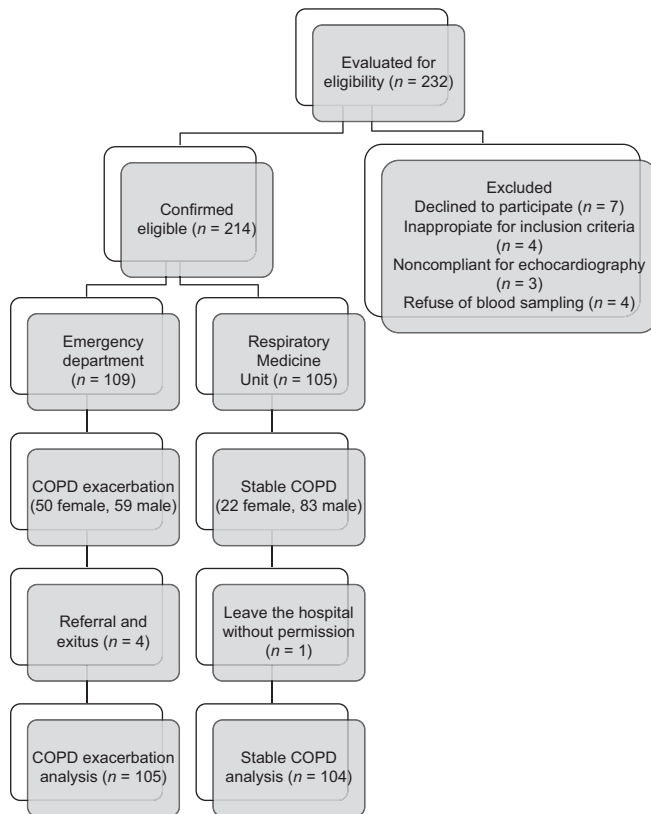 Evaluated for
eligibility (n = 232)
Confirmed
eligible (n = 214)
Excluded
Declined to participate (n = 7)
Inappropiate for inclusion criteria
(n = 4)
Noncompliant for echocardiography
(n = 3)
Refuse of blood sampling (n = 4)
Emergency
department
(n = 109)
Respiratory
Medicine
Unit (n = 105)
COPD exacerbation
(50 female, 59 male)
Stable COPD
(22 female, 83 male)
Referral and
exitus (n = 4)
Leave the hospital
without permission
(n = 1)
COPD exacerbation
analysis (n = 105)
Stable COPD
analysis (n = 104)